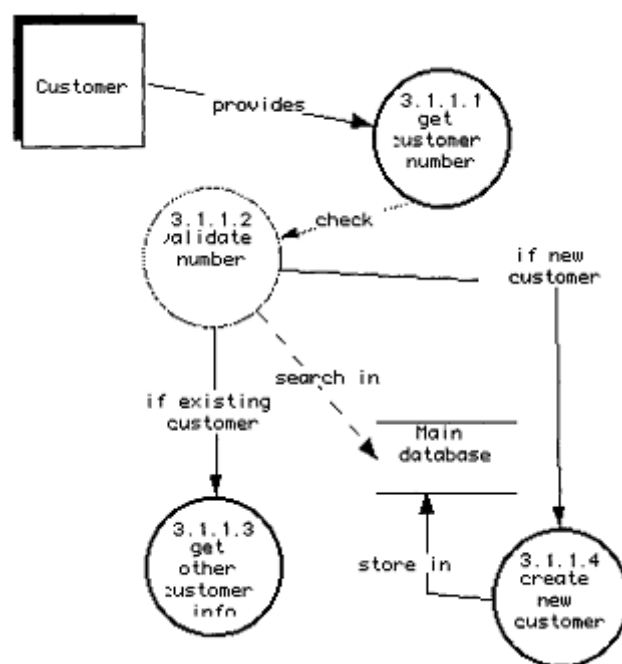 Customer
provides
3.1.1.1
get
customer
number
check
3.1.1.2
validate
number
if new
customer
search in
if existing
customer
Main
database
3.1.1.3
get
other
customer
info
store in
3.1.1.4
create
new
customer